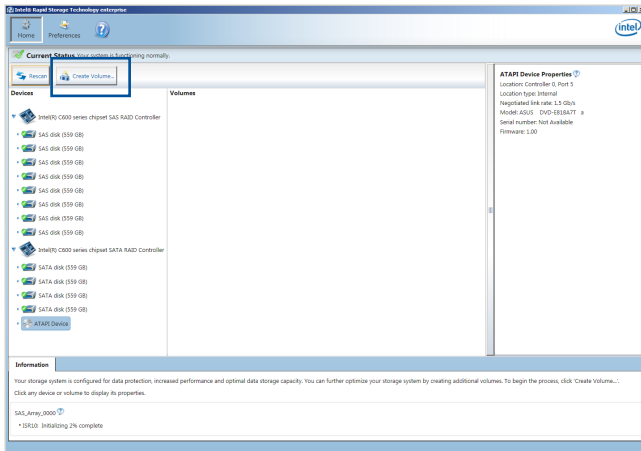 Intel® Rapid Storage Technology enterprise
Home
Preferences
intel
Current Status Your system is functioning normally.
Rescan
Create Volume...
Devices
Volumes
Intel(R) C600 series chipset SAS RAID Controller
SAS disk (559 GB)
SAS disk (559 GB)
SAS disk (559 GB)
SAS disk (559 GB)
SAS disk (559 GB)
SAS disk (559 GB)
SAS disk (559 GB)
SAS disk (559 GB)
Intel(R) C600 series chipset SATA RAID Controller
SATA disk (559 GB)
SATA disk (559 GB)
SATA disk (559 GB)
SATA disk (559 GB)
ATAPI Device
ATAPI Device Properties
Location: Controller 0, Port 5
Location type: Internal
Negotiated link rate: 1.5 Gb/s
Model: ASUS DVD-E818A7T a
Serial number: Not Available
Firmware: 1.00
Information
Your storage system is configured for data protection, increased performance and optimal data storage capacity. You can further optimize your storage system by creating additional volumes. To begin the process, click 'Create Volume...'.
Click any device or volume to display its properties.
SAS_Array_0000
• ISR10: Initializing 2% complete